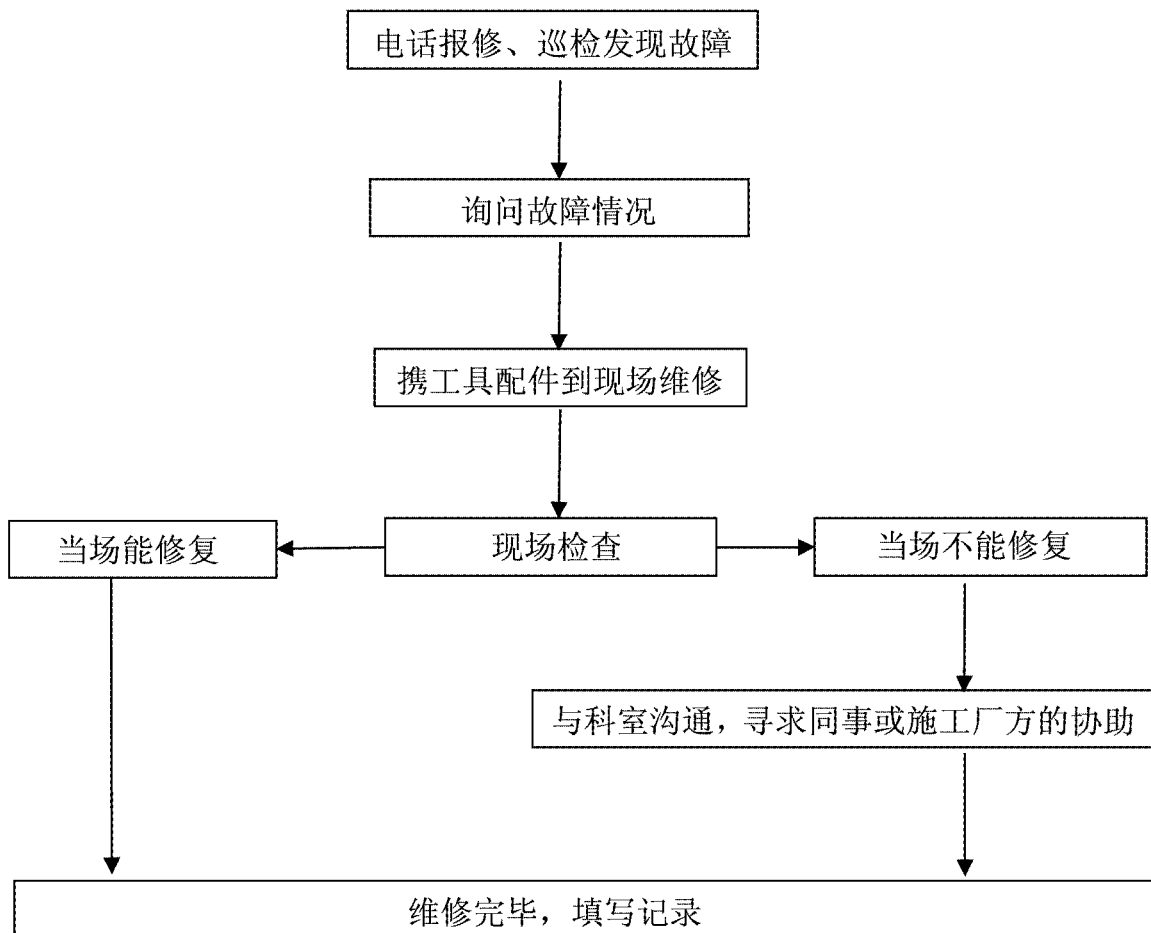 电话报修、巡检发现故障
询问故障情况
携工具配件到现场维修
当场能修复
现场检查
当场不能修复
与科室沟通，寻求同事或施工厂方的协助
维修完毕，填写记录